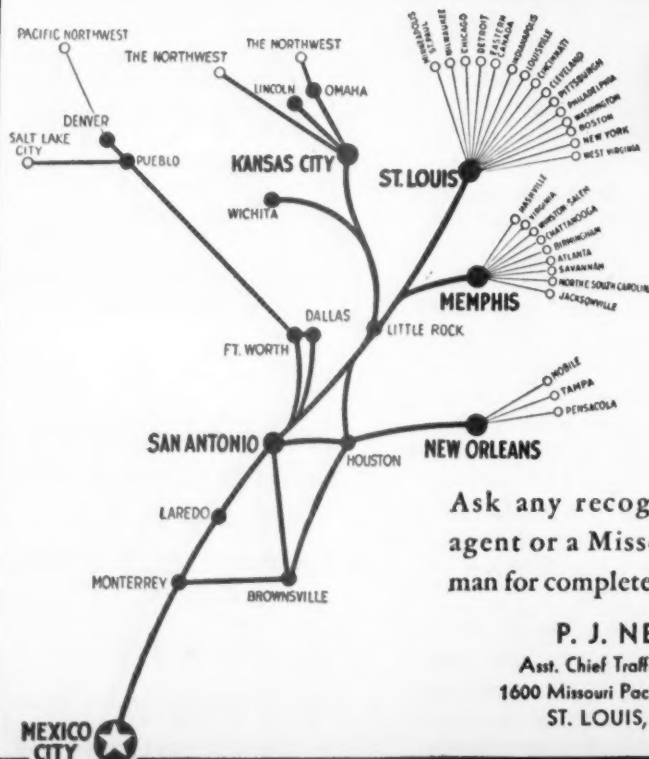 PACIFIC NORTHWEST
THE NORTHWEST
THE NORTHWEST
LINCOLN
OMAHA
DENVER
SALT LAKE
CITY
PUEBLO
KANSAS CITY
WICHITA
MINNEAPOLIS
ST. PAUL
MILWAUKEE
CHICAGO
DETROIT
EASTERN
CANADA
INDIANAPOLIS
LOUISVILLE
CINCINNATI
CLEVELAND
PITTSBURGH
PHILADELPHIA
WASHINGTON
BOSTON
NEW YORK
WEST VIRGINIA
ST. LOUIS
NASHVILLE
VIRGINIA
WINSTON-SALEM
CHATTANOOGA
BIRMINGHAM
ATLANTA
SAVANNAH
NORTH & SOUTH CAROLINA
JACKSONVILLE
MEMPHIS
DALLAS
LITTLE ROCK
FT. WORTH
MOBILE
TAMPA
PENSACOLA
SAN ANTONIO
HOUSTON
NEW ORLEANS
LAREDO
MONTERREY
BROWNSVILLE
MEXICO
CITY
Ask any recog
agent or a Miss
man for complete
P. J. NE
Asst. Chief Traff
1600 Missouri Pac
ST. LOUIS,